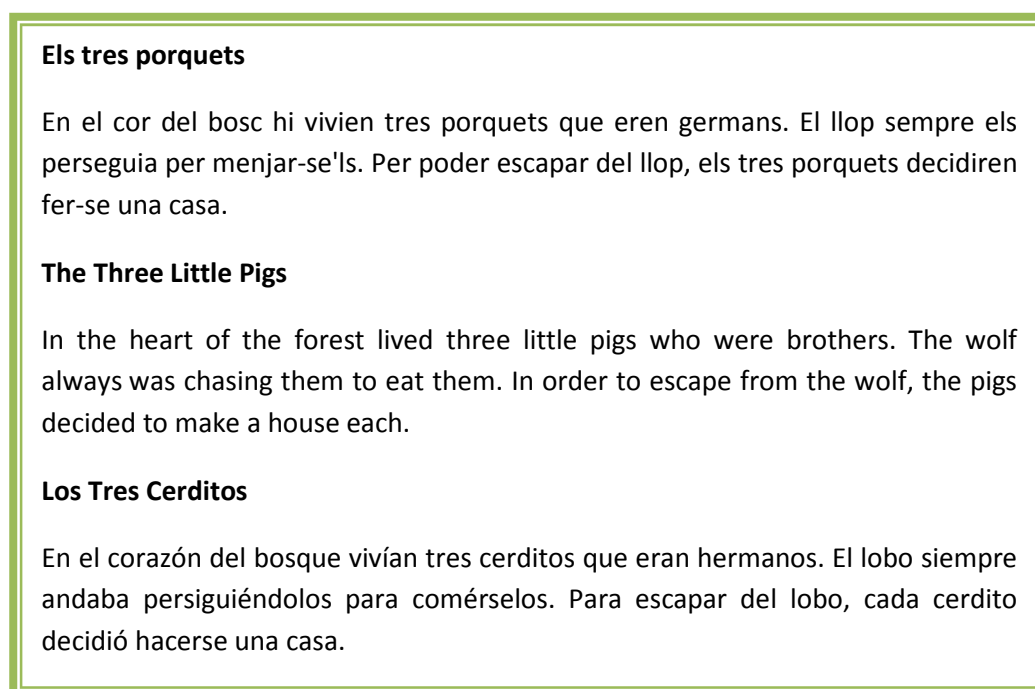 Els tres porquets
En el cor del bosc hi vivien tres porquets que eren germans. El llop sempre els
perseguia per menjar-se'ls. Per poder escapar del llop, els tres porquets decidiren
fer-se una casa.
The Three Little Pigs
In the heart of the forest lived three little pigs who were brothers. The wolf
always was chasing them to eat them. In order to escape from the wolf, the pigs
decided to make a house each.
Los Tres Cerditos
En el corazón del bosque vivían tres cerditos que eran hermanos. El lobo siempre
andaba persiguiéndolos para comérselos. Para escapar del lobo, cada cerdito
decidió hacerse una casa.